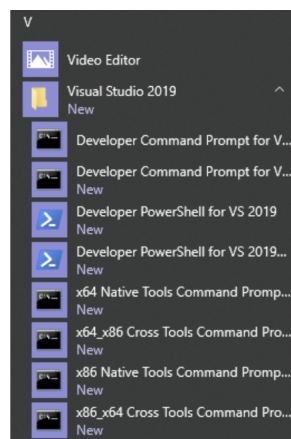 V
Video Editor
Visual Studio 2019
New
Developer Command Prompt for V...
Developer Command Prompt for V...
New
Developer PowerShell for VS 2019
New
Developer PowerShell for VS 2019...
New
x64 Native Tools Command Promp...
New
x64_x86 Cross Tools Command Pro...
New
x86 Native Tools Command Promp...
New
x86_x64 Cross Tools Command Pro...
New